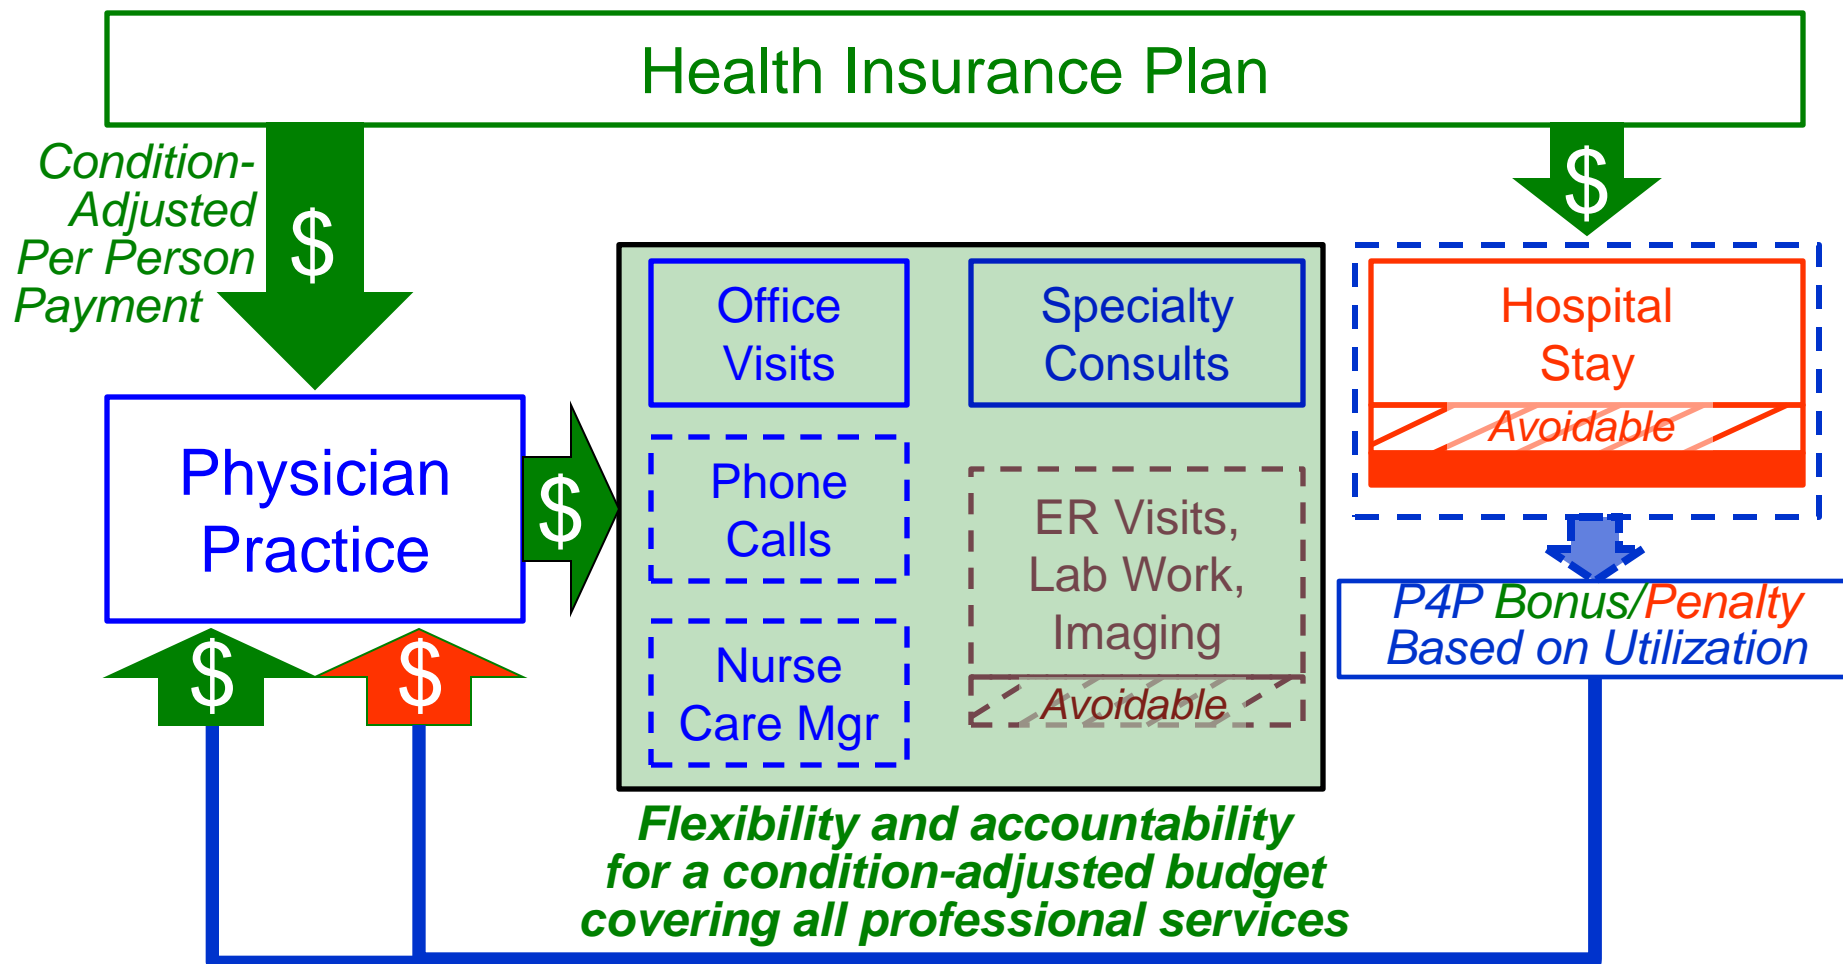 Health Insurance Plan
Condition-
Adjusted
Per Person
Payment
$
$
Office
Visits
Specialty
Consults
Hospital
Stay
Avoidable
Physician
Practice
$
Phone
Calls
ER Visits,
Lab Work,
Imaging
Avoidable
Nurse
Care Mgr
P4P Bonus/Penalty
Based on Utilization
$
$
Flexibility and accountability
for a condition-adjusted budget
covering all professional services